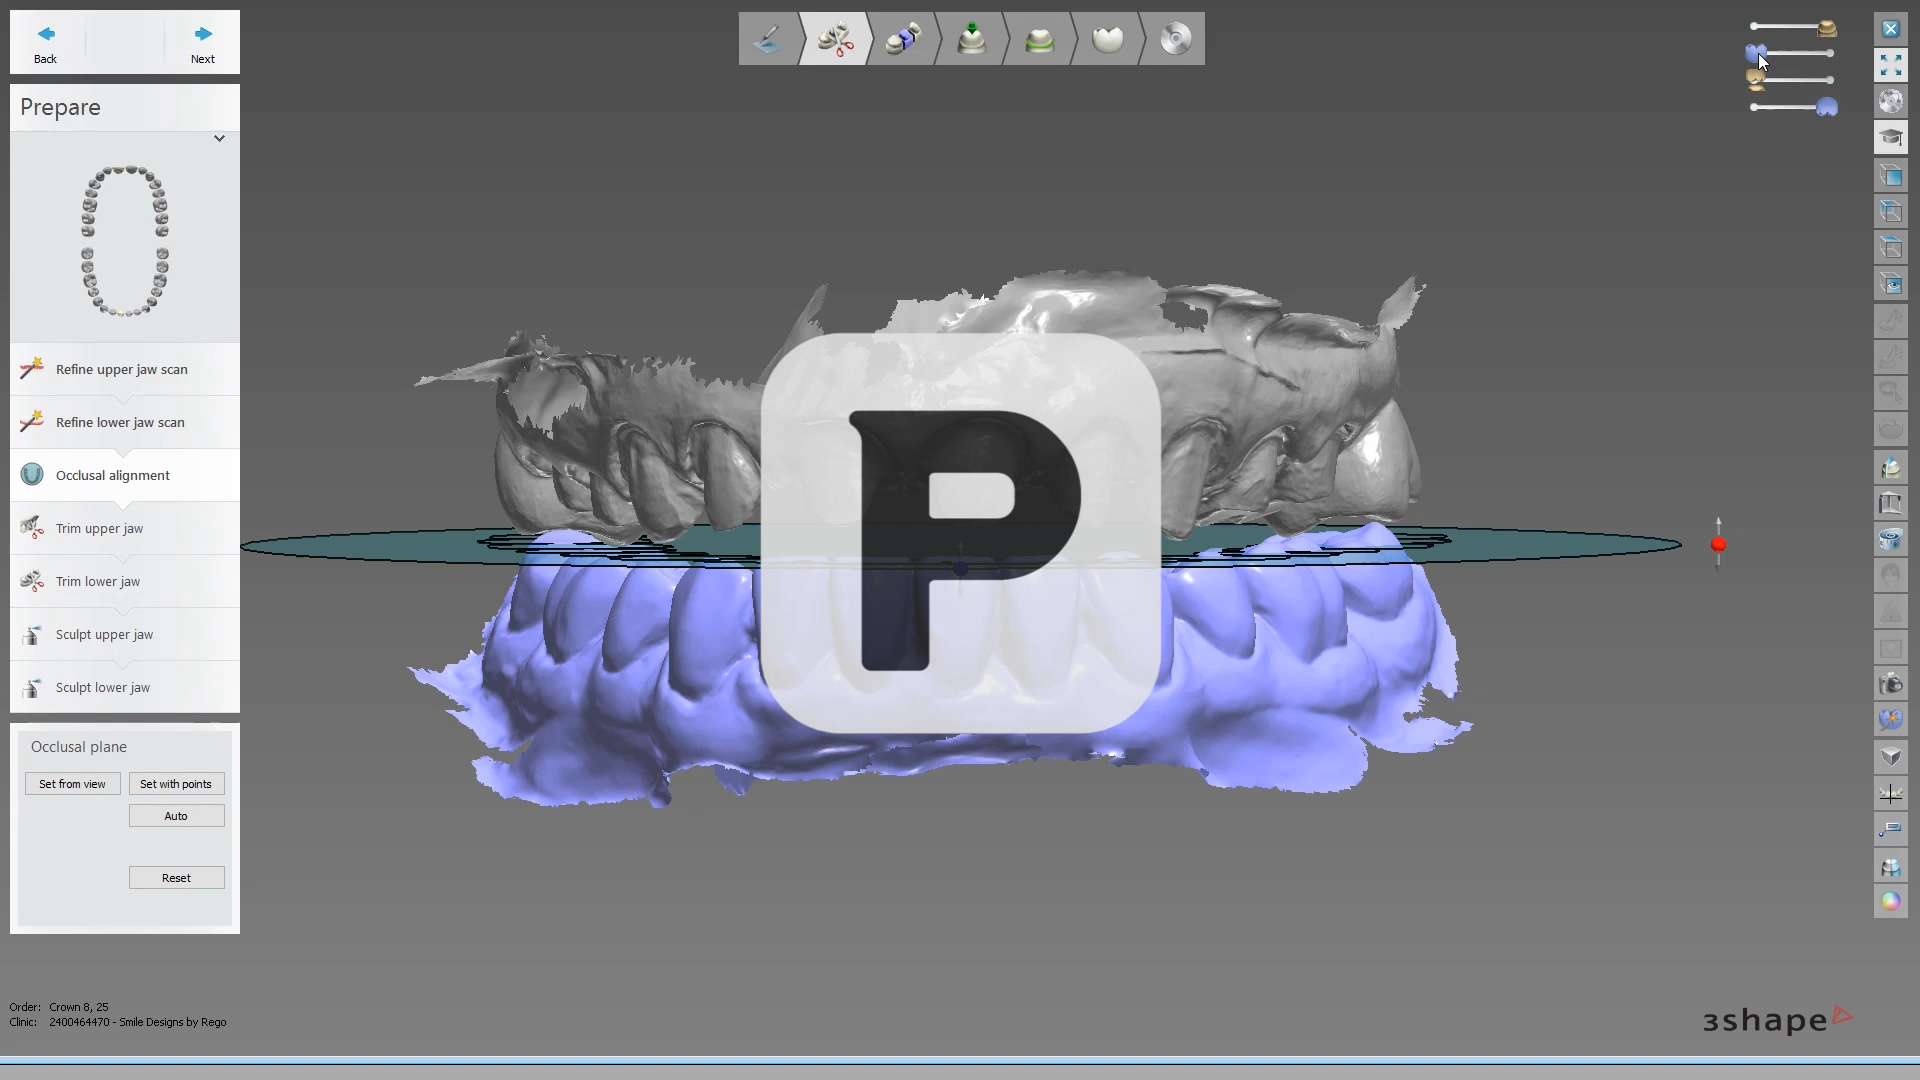 Back
Next
Prepare
Refine upper jaw scan
Refine lower jaw scan
Occlusal alignment
Trim upper jaw
Trim lower jaw
Sculpt upper jaw
Sculpt lower jaw
Occlusal plane
Set from view
Set with points
Auto
Reset
P
Order: Crown 8, 25
Clinic: 2400464470 - Smile Designs by Rego
3shape